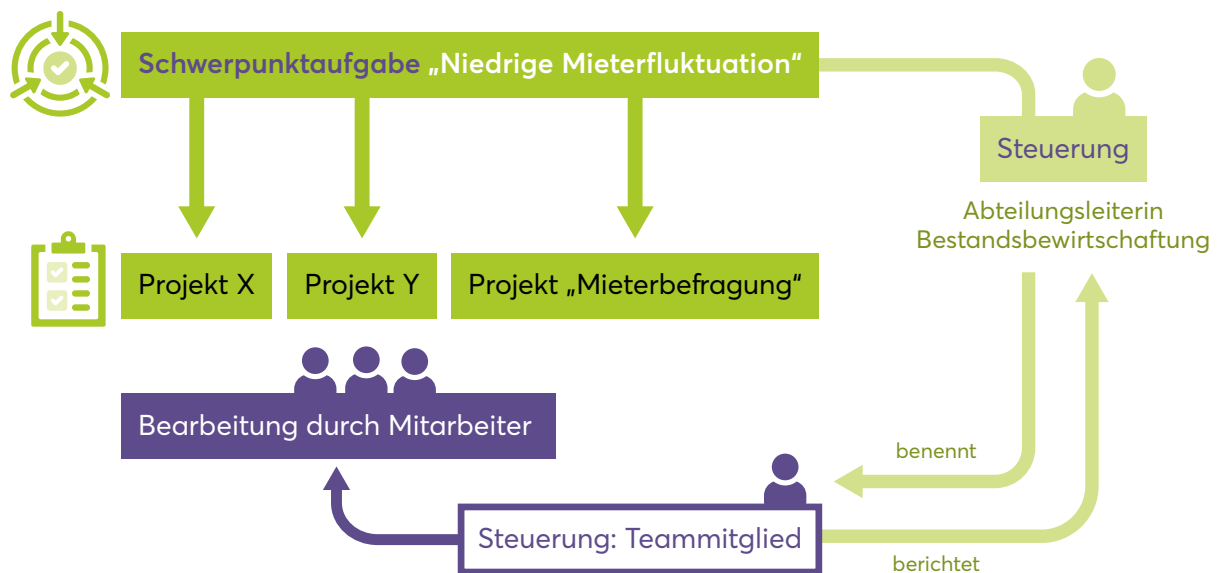 Schwerpunktaufgabe „Niedrige Mieterfluktuation“
Steuerung
Abteilungsleiterin
Bestandsbewirtschaftung
Projekt X
Projekt Y
Projekt „Mieterbefragung“
Bearbeitung durch Mitarbeiter
benennt
Steuerung: Teammitglied
berichtet